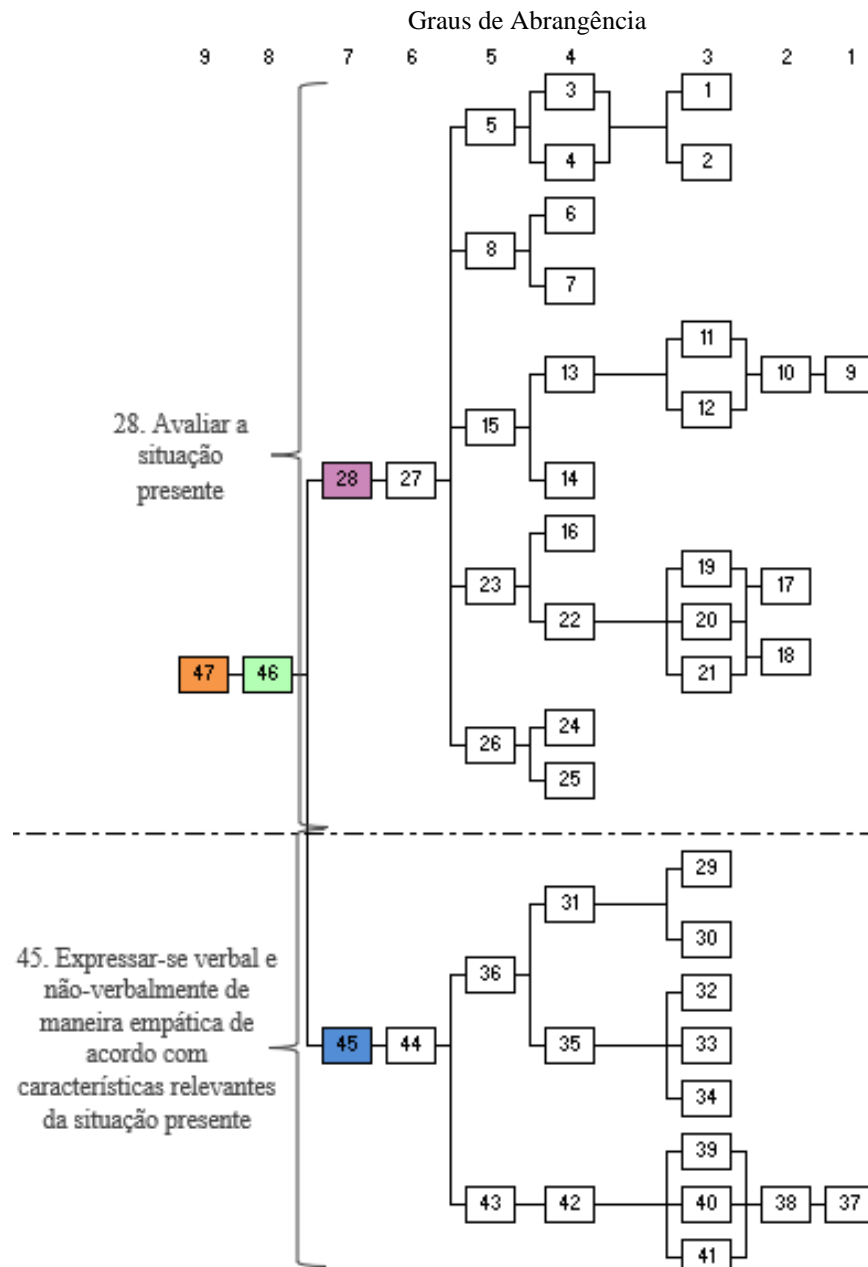 Graus de Abrangência
9 8 7 6 5 4 3 2 1
3 1
5
4 2
6
8
7
11
13 10 9
12
15
28. Avaliar a
situação
presente
28 27 14
16
19
23 17
22 20
18
47 46 21
24
26
25
29
31
30
45. Expressar-se verbal e
não-verbalmente de
maneira empática de
acordo com
características relevantes
da situação presente
36
32
45 44 35 33
34
39
43 42 40 38 37
41